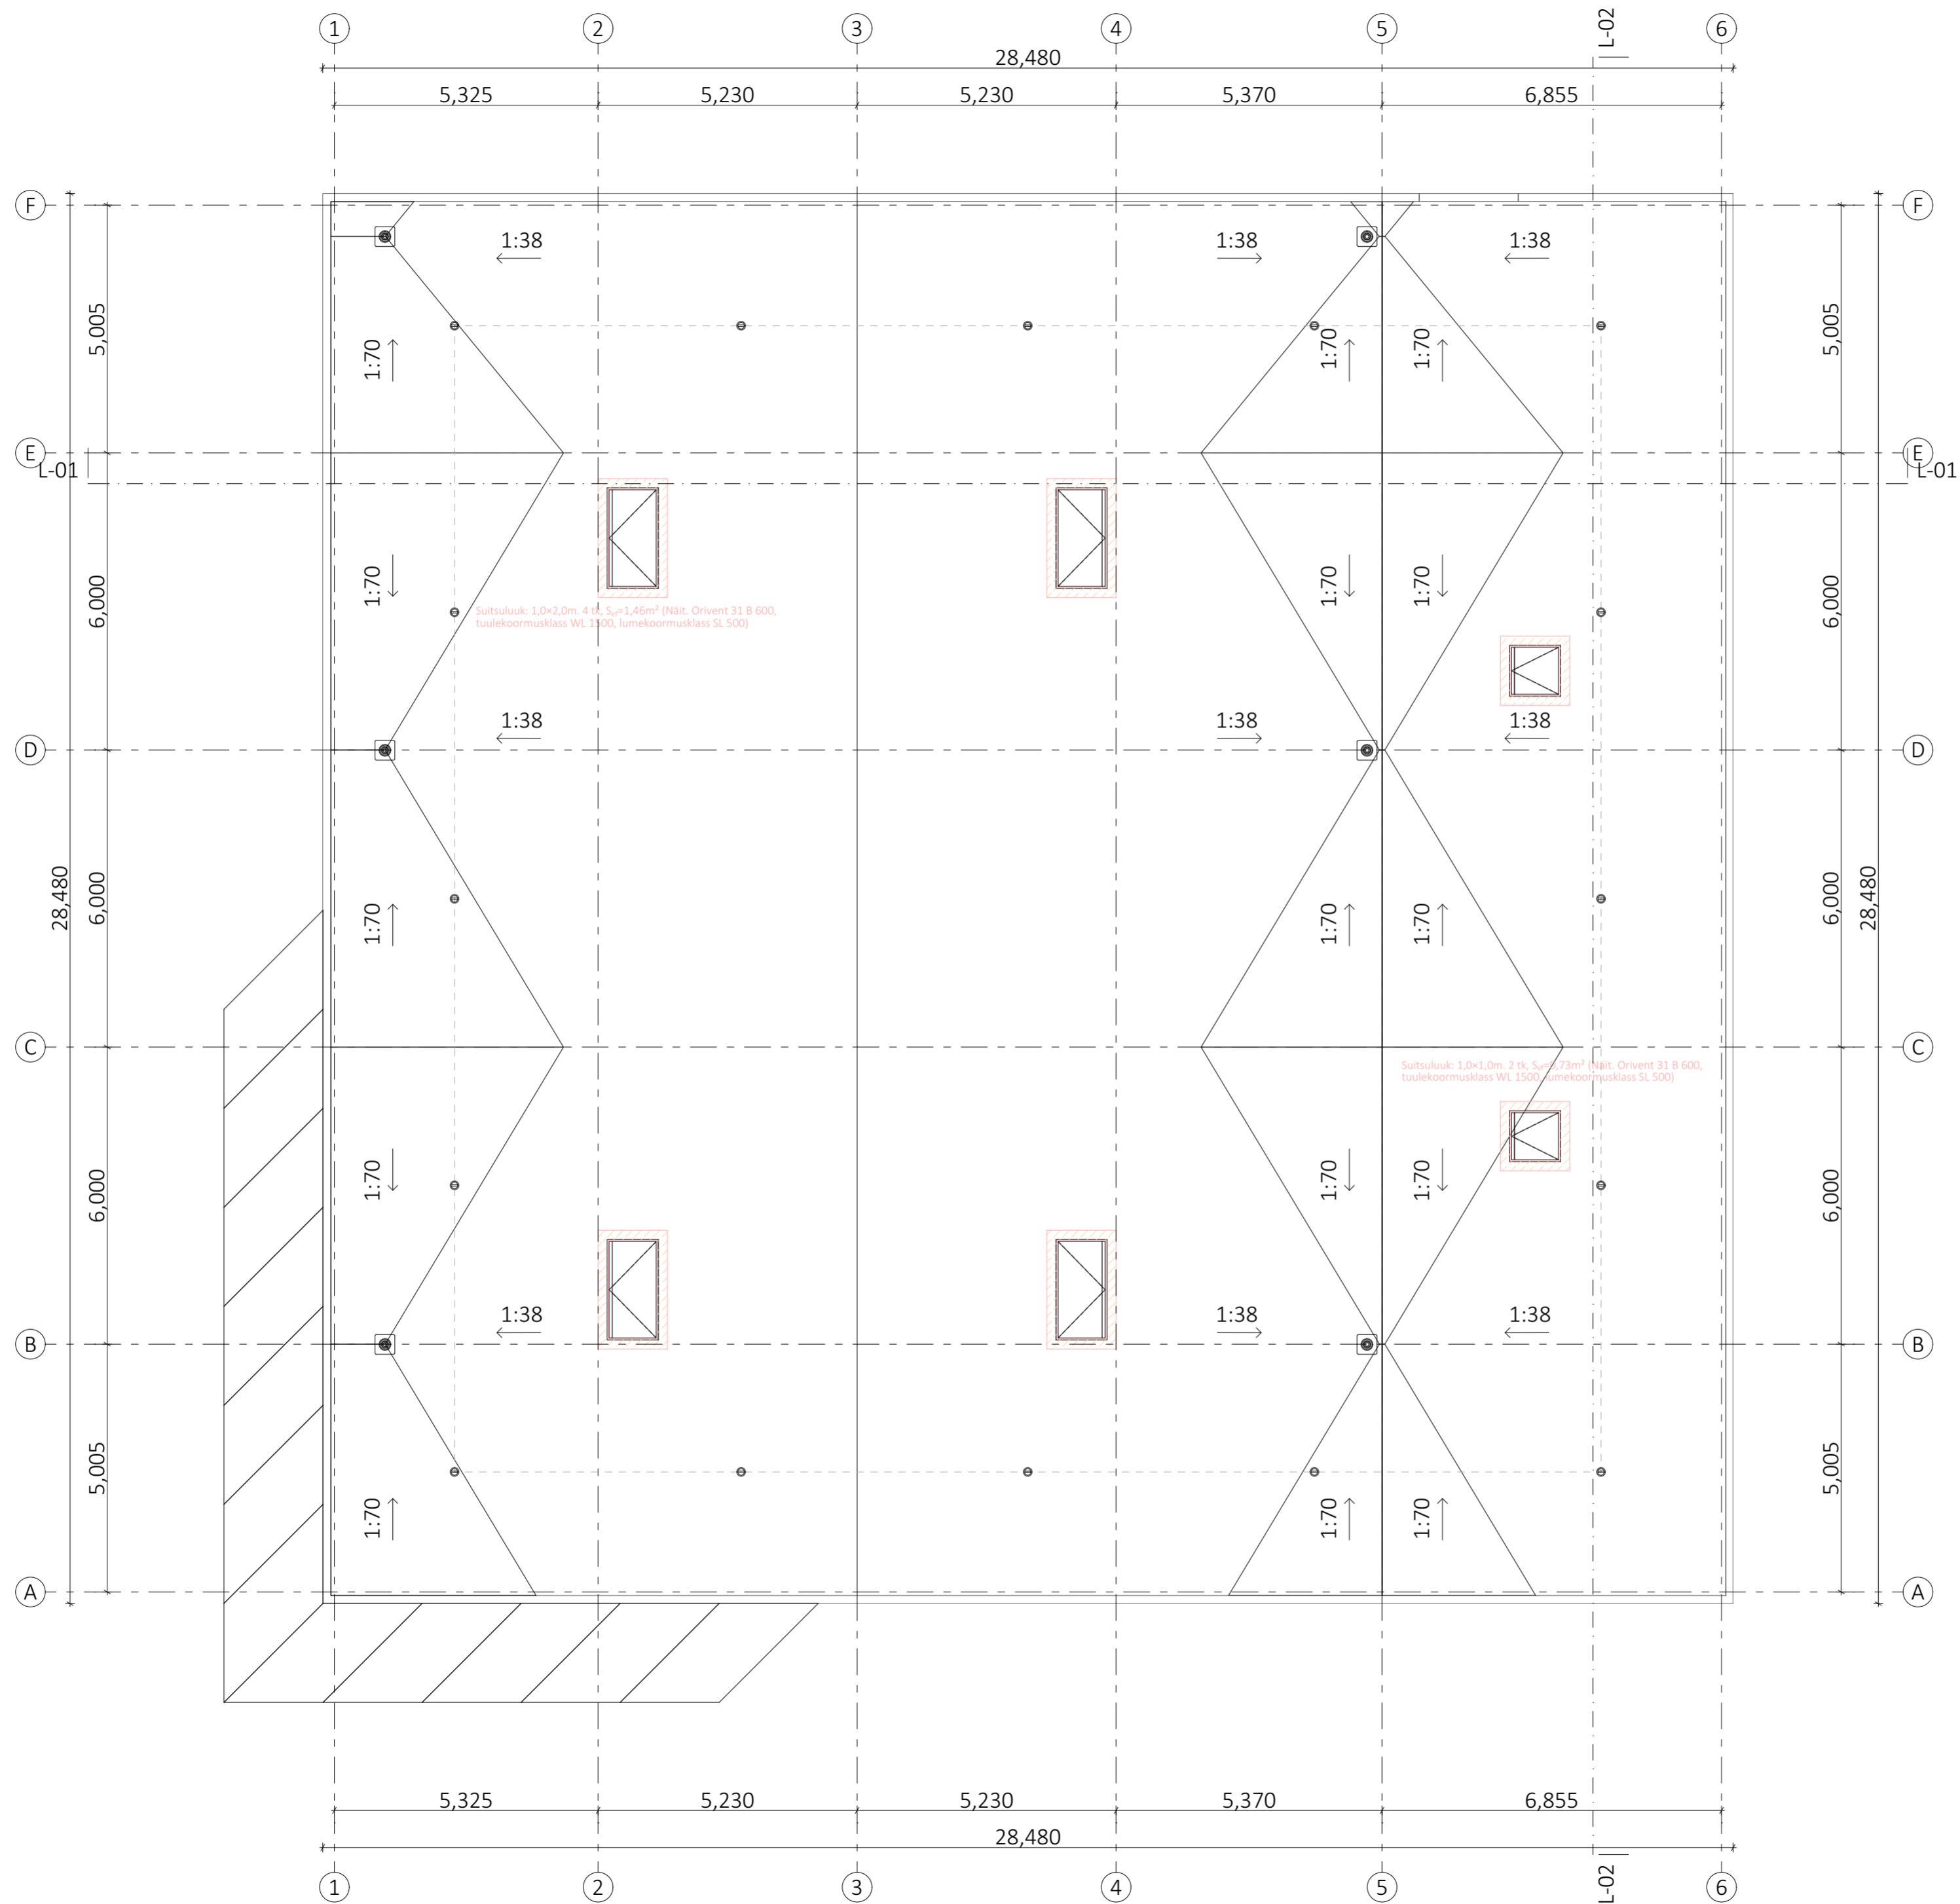 1 2 3 4 5 L-02 6
28,480
5,325 5,230 5,230 5,370 6,855
F F
1:38 1:38 1:38
5,005 1:70 1:70 1:70 5,005
E E
L-01 L-01
6,000 1:70 1:70 1:70 6,000
Suitsuluuk: 1,0×2,0m. 4 tk, Sₑf=1,46m² (Näit. Orivent 31 B 600,
tuulekoormusklass WL 1500, lumekoormusklass SL 500)
1:38 1:38 1:38
D D
28,480 6,000 1:70 1:70 1:70 6,000 28,480
C C
Suitsuluuk: 1,0×1,0m. 2 tk, Sₑf=0,73m² (Näit. Orivent 31 B 600,
tuulekoormusklass WL 1500, lumekoormusklass SL 500)
6,000 1:70 1:70 1:70 6,000
1:38 1:38 1:38
B B
5,005 1:70 1:70 1:70 5,005
A A
5,325 5,230 5,230 5,370 6,855
28,480
1 2 3 4 5 L-02 6